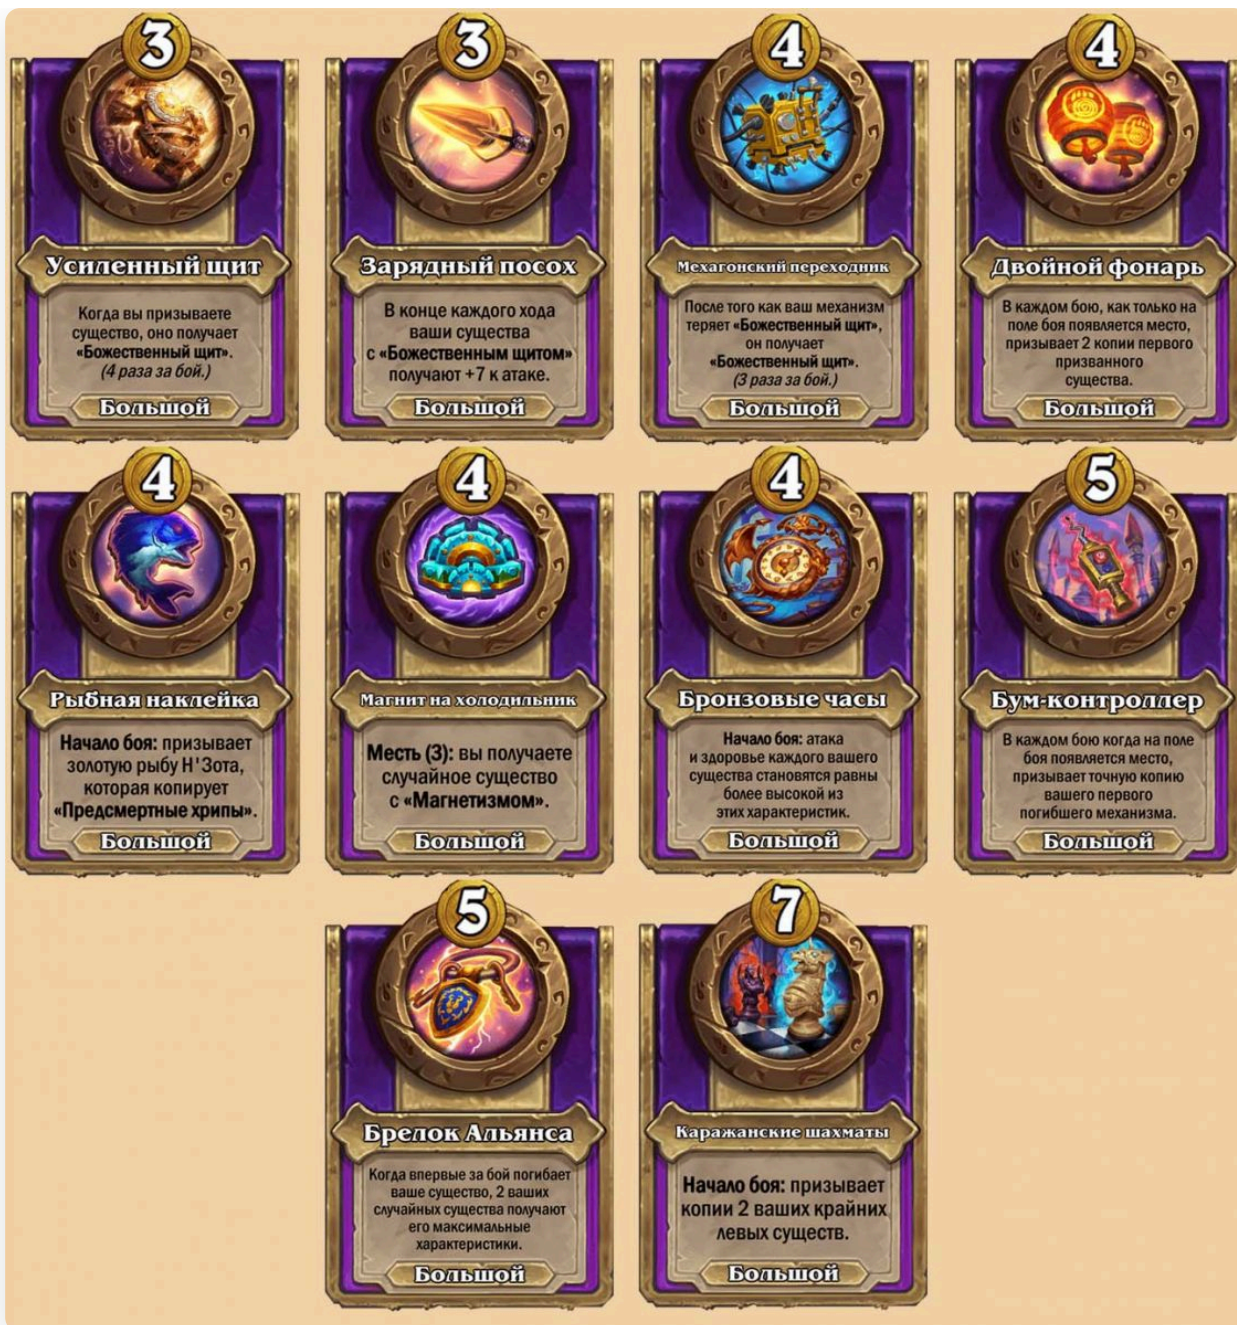 3
Усиленный щит
Когда вы призываете
существо, оно получает
«Божественный щит».
(4 раза за бой.)
Большой
3
Зарядный посох
В конце каждого хода
ваши существа
с «Божественным щитом»
получают +7 к атаке.
Большой
4
Мехагонский переходник
После того как ваш механизм
теряет «Божественный щит»,
он получает
«Божественный щит».
(3 раза за бой.)
Большой
4
Двойной фонарь
В каждом бою, как только на
поле боя появляется место,
призывает 2 копии первого
призванного
существа.
Большой
4
Рыбная наклейка
Начало боя: призывает
золотую рыбу Н'Зота,
которая копирует
«Предсмертные хрипы».
Большой
4
Магнит на холодильник
Месть (3): вы получаете
случайное существо
с «Магнетизмом».
Большой
4
Бронзовые часы
Начало боя: атака
и здоровье каждого вашего
существа становятся равны
более высокой из
этих характеристик.
Большой
5
Бум-контроллер
В каждом бою когда на поле
боя появляется место,
призывает точную копию
вашего первого
погибшего механизма.
Большой
5
Брелок Альянса
Когда впервые за бой погибает
ваше существо, 2 ваших
случайных существа получают
его максимальные
характеристики.
Большой
7
Каражанские шахматы
Начало боя: призывает
копии 2 ваших крайних
левых существ.
Большой